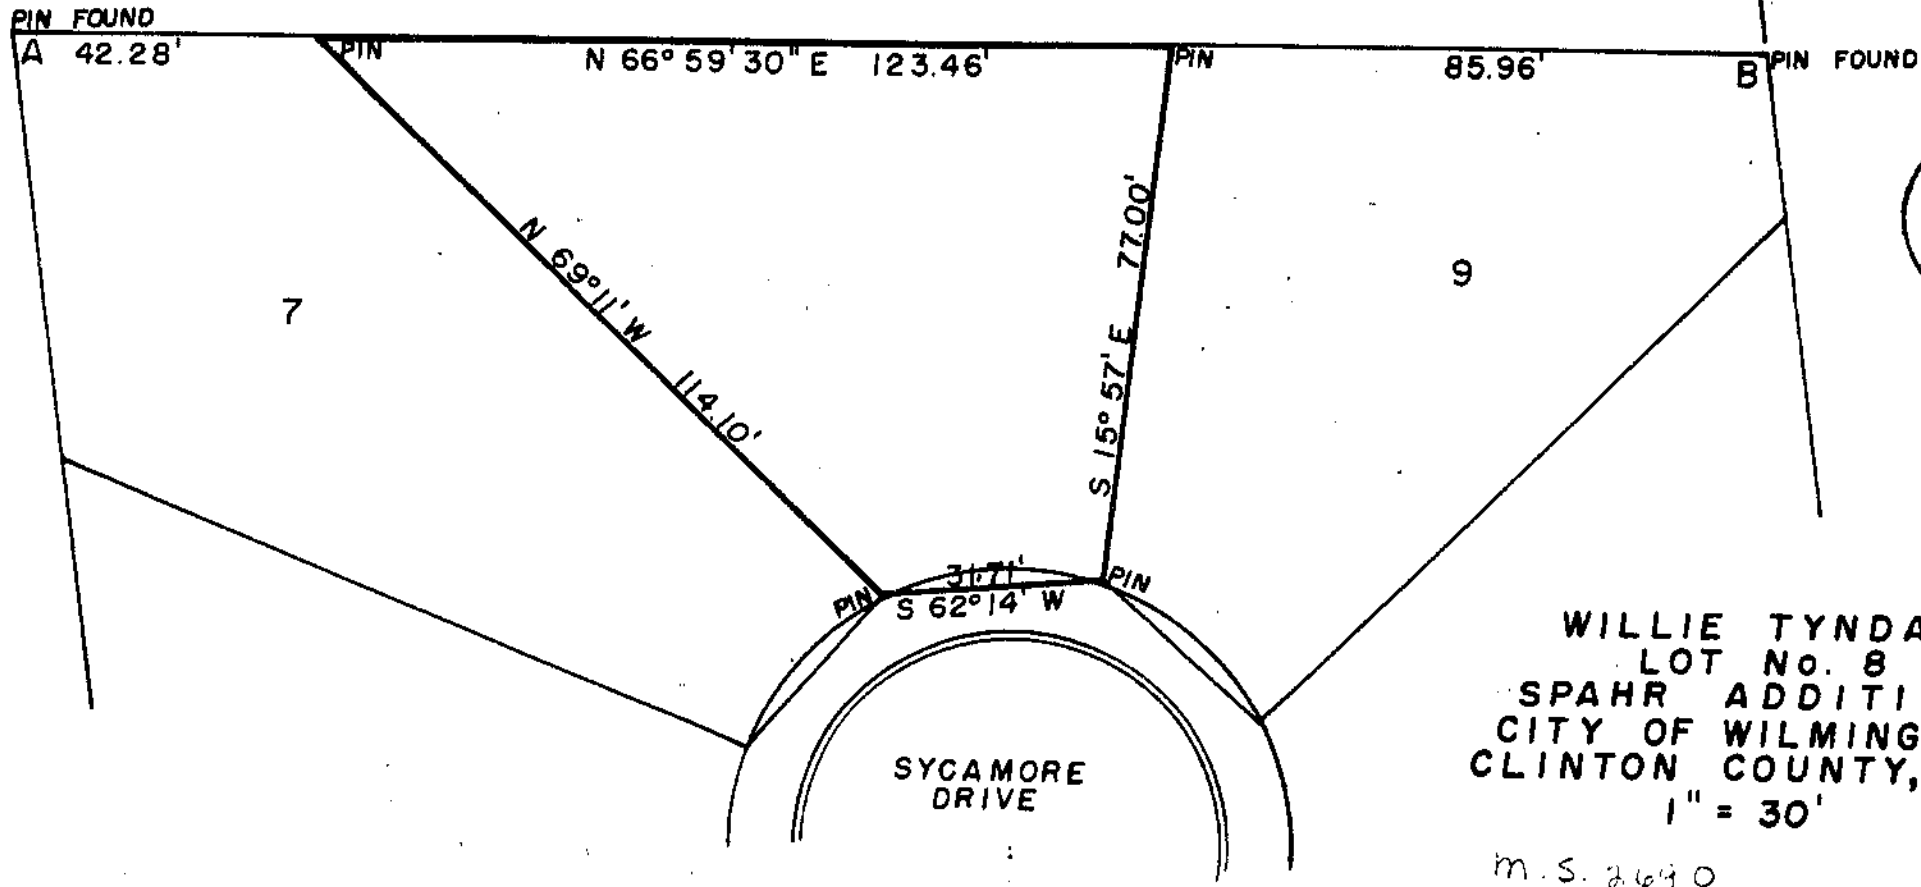 PIN FOUND
A 42.28'
PIN
N 66° 59' 30" E 123.46'
PIN
85.96'
B
PIN FOUND
N 69° 11' W 114.10'
S 15° 57' E 77.00'
7
9
31.71'
S 62° 14' W
PIN
PIN
SYCAMORE
DRIVE
WILLIE TYNDA
LOT No. 8
SPAHR ADDITI
CITY OF WILMING
CLINTON COUNTY,
1" = 30'
m. s. 2690